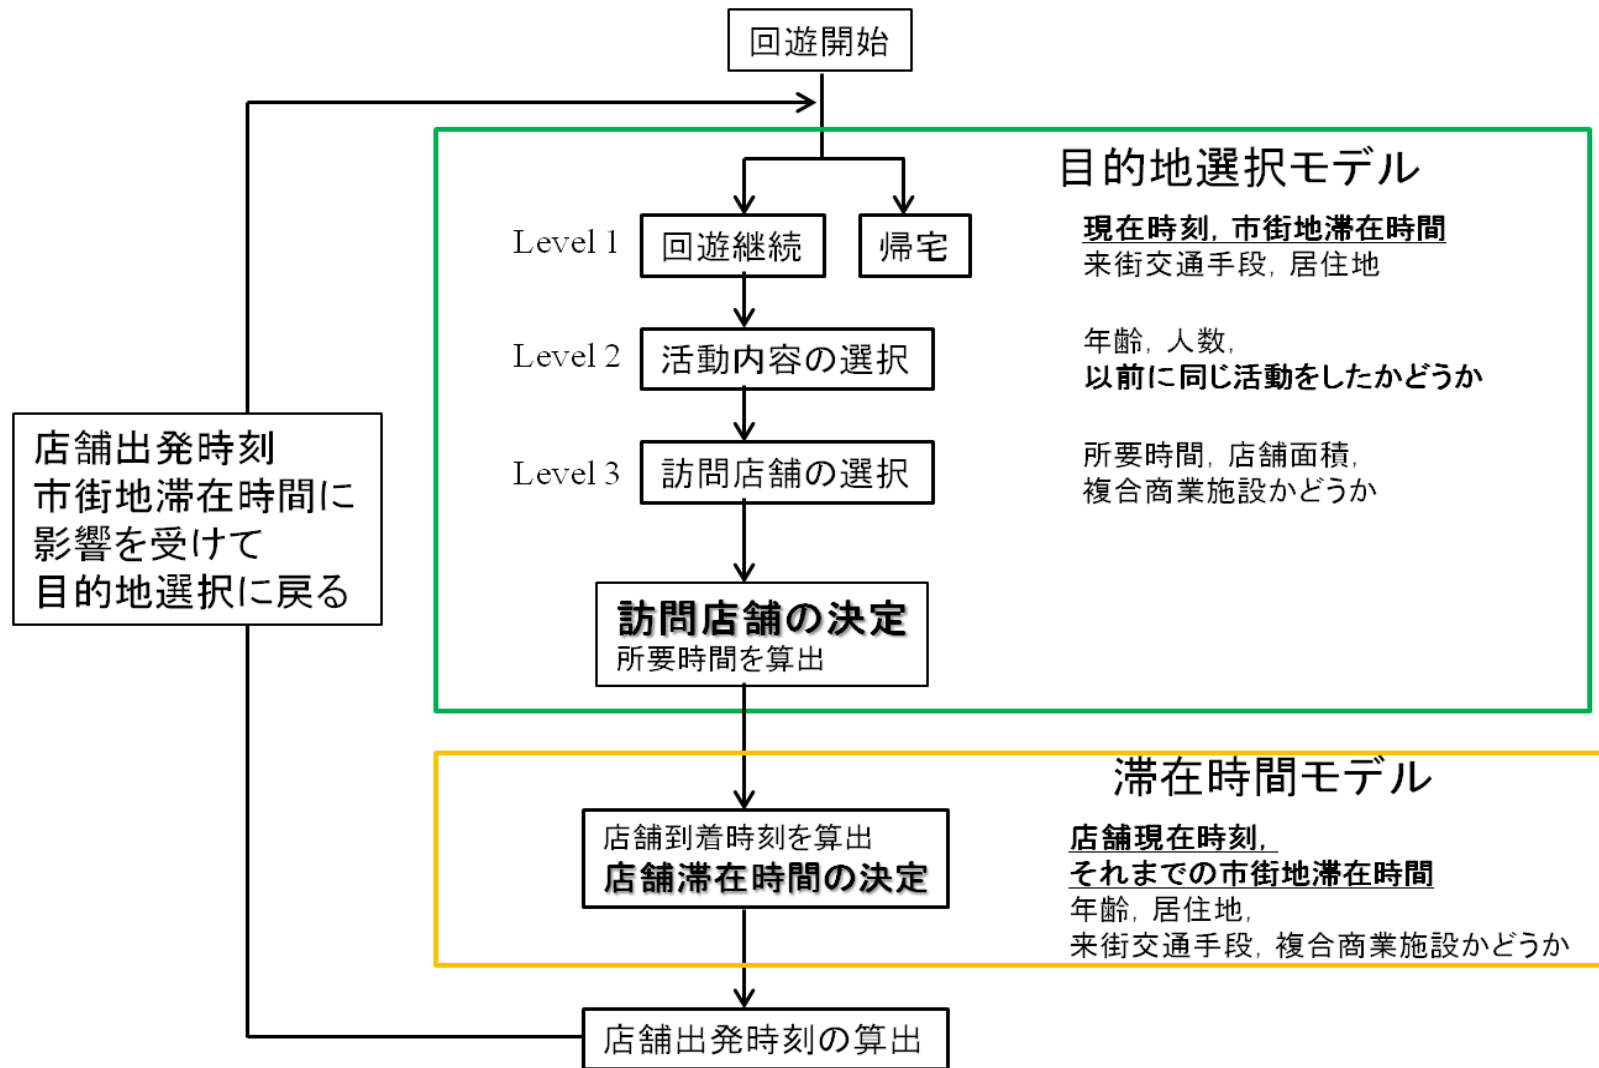 回遊開始
目的地選択モデル
Level 1
回遊継続
帰宅
現在時刻, 市街地滞在時間
来街交通手段, 居住地
Level 2
活動内容の選択
年齢, 人数,
以前に同じ活動をしたかどうか
Level 3
訪問店舗の選択
所要時間, 店舗面積,
複合商業施設かどうか
店舗出発時刻
市街地滞在時間に
影響を受けて
目的地選択に戻る
訪問店舗の決定
所要時間を算出
滞在時間モデル
店舗到着時刻を算出
店舗滞在時間の決定
店舗現在時刻,
それまでの市街地滞在時間
年齢, 居住地,
来街交通手段, 複合商業施設かどうか
店舗出発時刻の算出